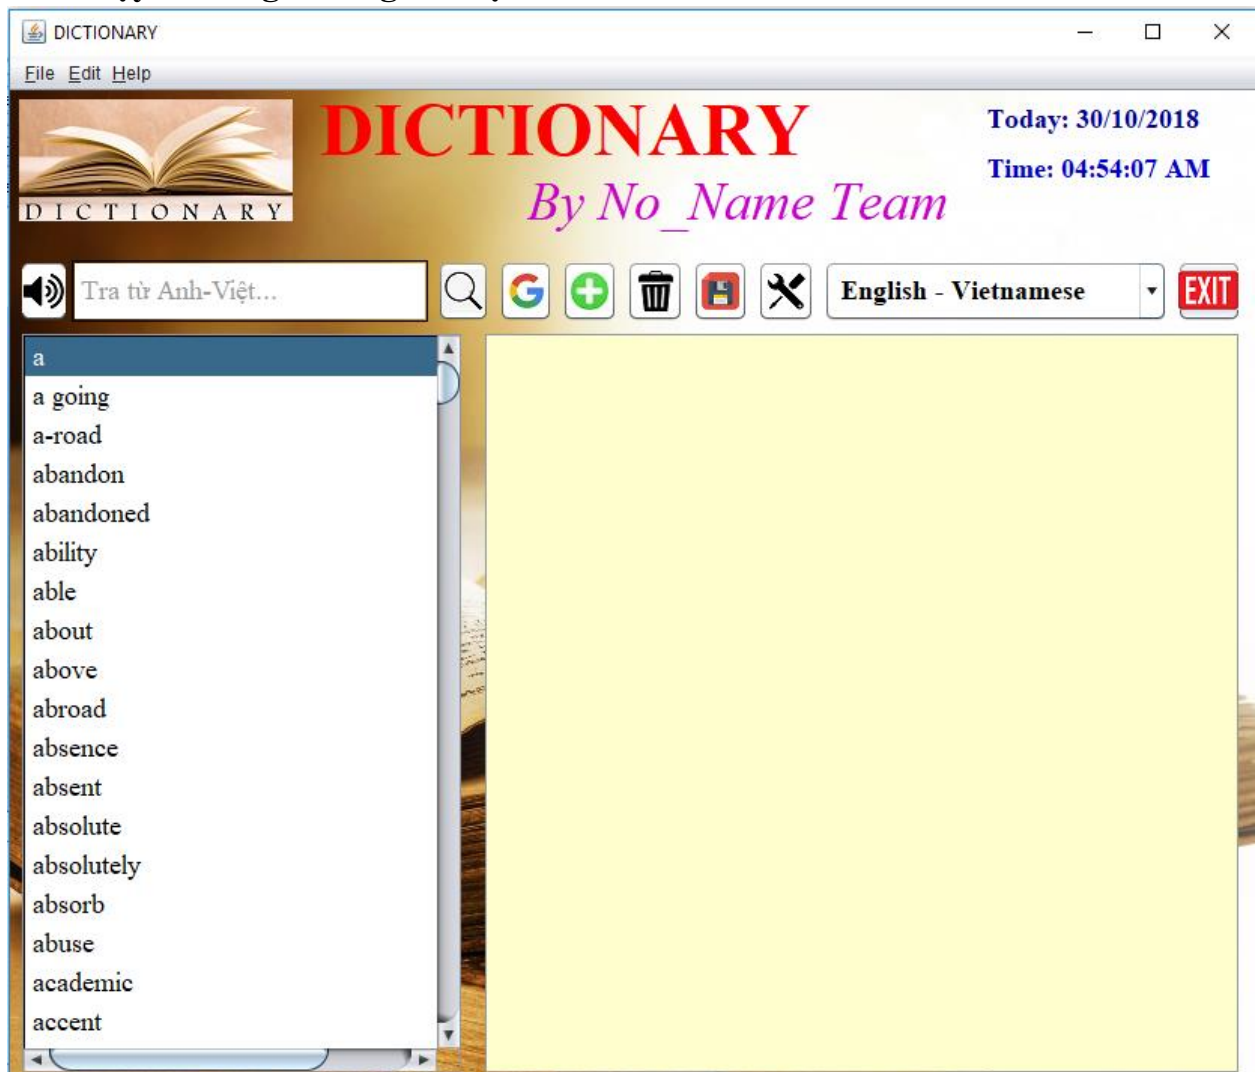 DICTIONARY
File Edit Help
DICTIONARY
By No_Name Team
Today: 30/10/2018
Time: 04:54:07 AM
DICTIONARY
Tra từ Anh-Việt...
G
English - Vietnamese
EXIT
a
a going
a-road
abandon
abandoned
ability
able
about
above
abroad
absence
absent
absolute
absolutely
absorb
abuse
academic
accent